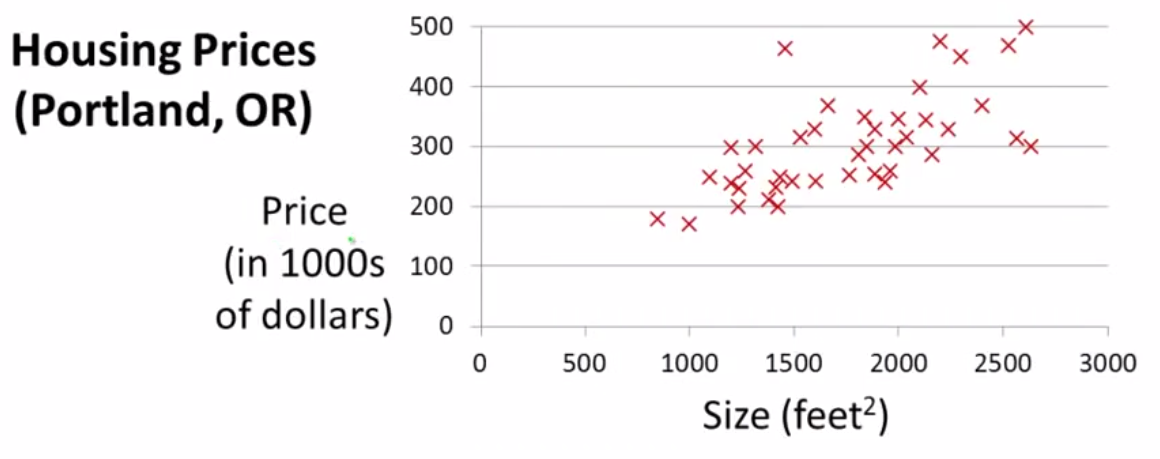 Housing Prices
(Portland, OR)
Price
(in 1000s
of dollars)
500
400
300
200
100
0
0 500 1000 1500 2000 2500 3000
Size (feet²)